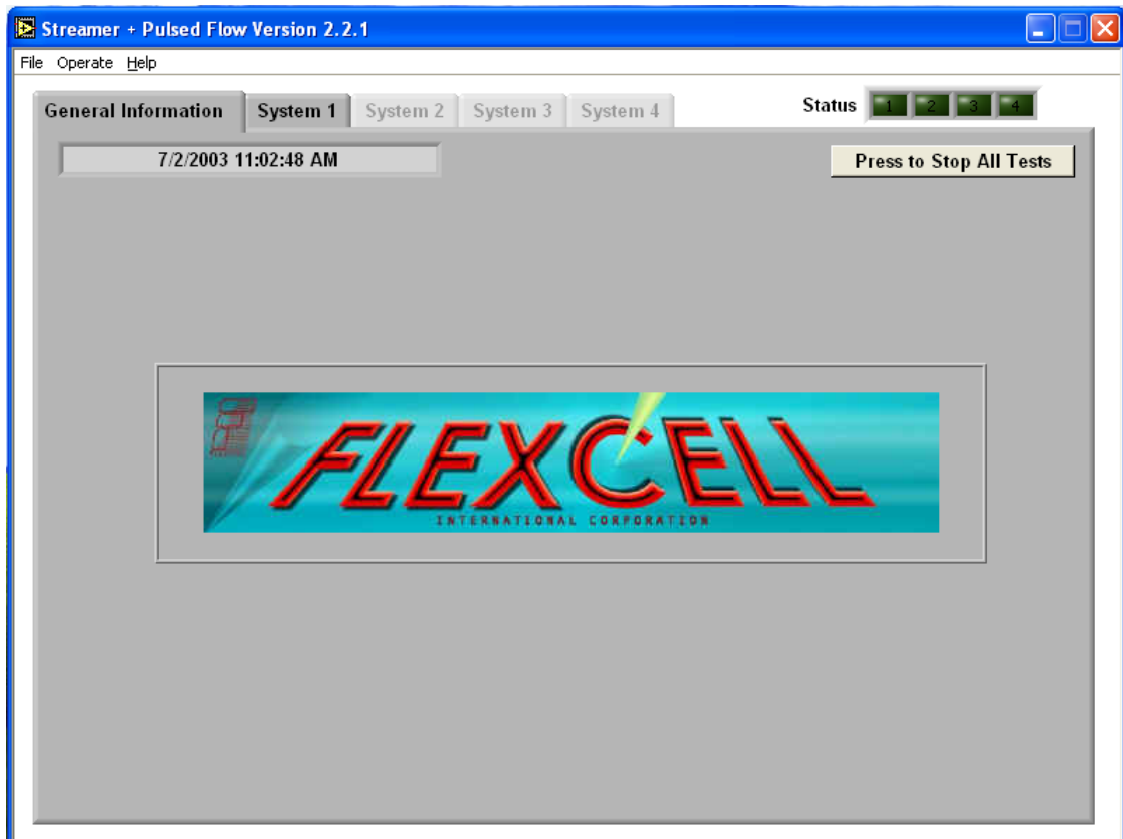 Streamer + Pulsed Flow Version 2.2.1
File Operate Help
General Information System 1 System 2 System 3 System 4 Status 1 2 3 4
7/2/2003 11:02:48 AM Press to Stop All Tests
FLEXCELL
INTERNATIONAL CORPORATION